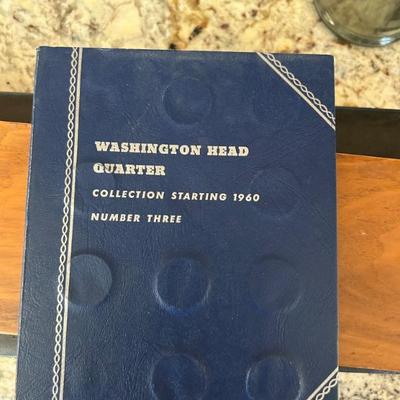 WASHINGTON HEAD
QUARTER
COLLECTION STARTING 1960
NUMBER THREE